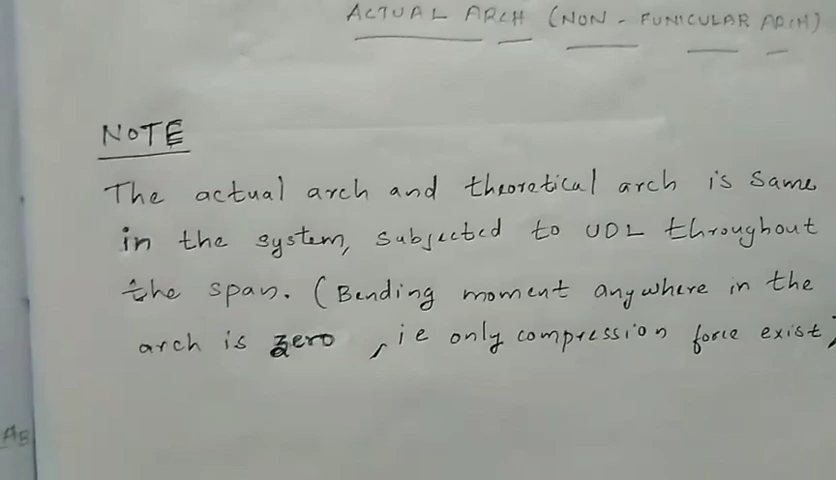 ACTUAL ARCH (NON - FUNICULAR ARCH)
NOTE
The actual arch and theoretical arch is same
in the system, subjected to UDL throughout
the span. (Bending moment anywhere in the
arch is zero, ie only compression force exist)
AB